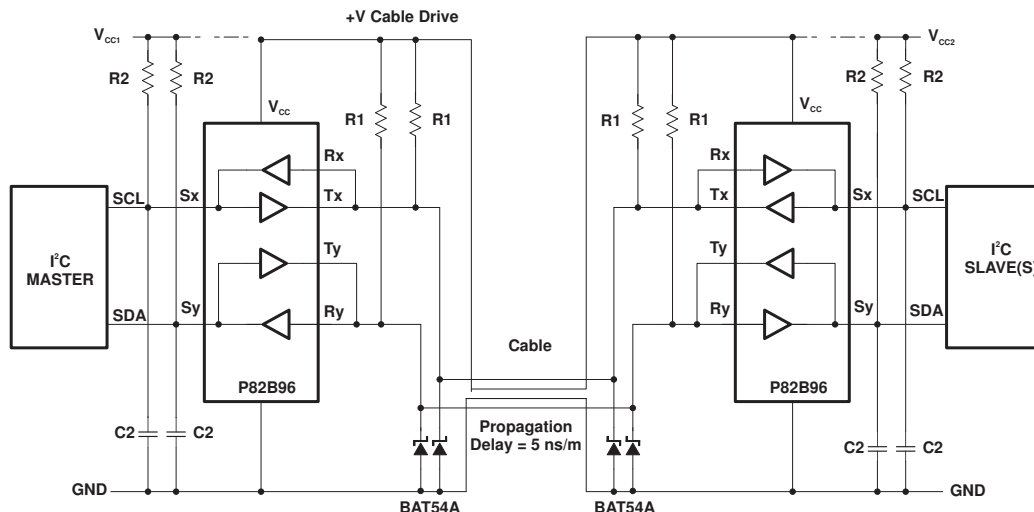 +V Cable Drive
VCC1
VCC2
R2
R2
R2
R2
VCC
VCC
R1
R1
R1
R1
Rx
Rx
SCL
Sx
Tx
Tx
Sx
SCL
I²C
MASTER
Ty
Ty
I²C
SLAVE(S)
SDA
Sy
Ry
Ry
Sy
SDA
Cable
P82B96
P82B96
Propagation
Delay = 5 ns/m
C2
C2
C2
C2
GND
GND
BAT54A
BAT54A